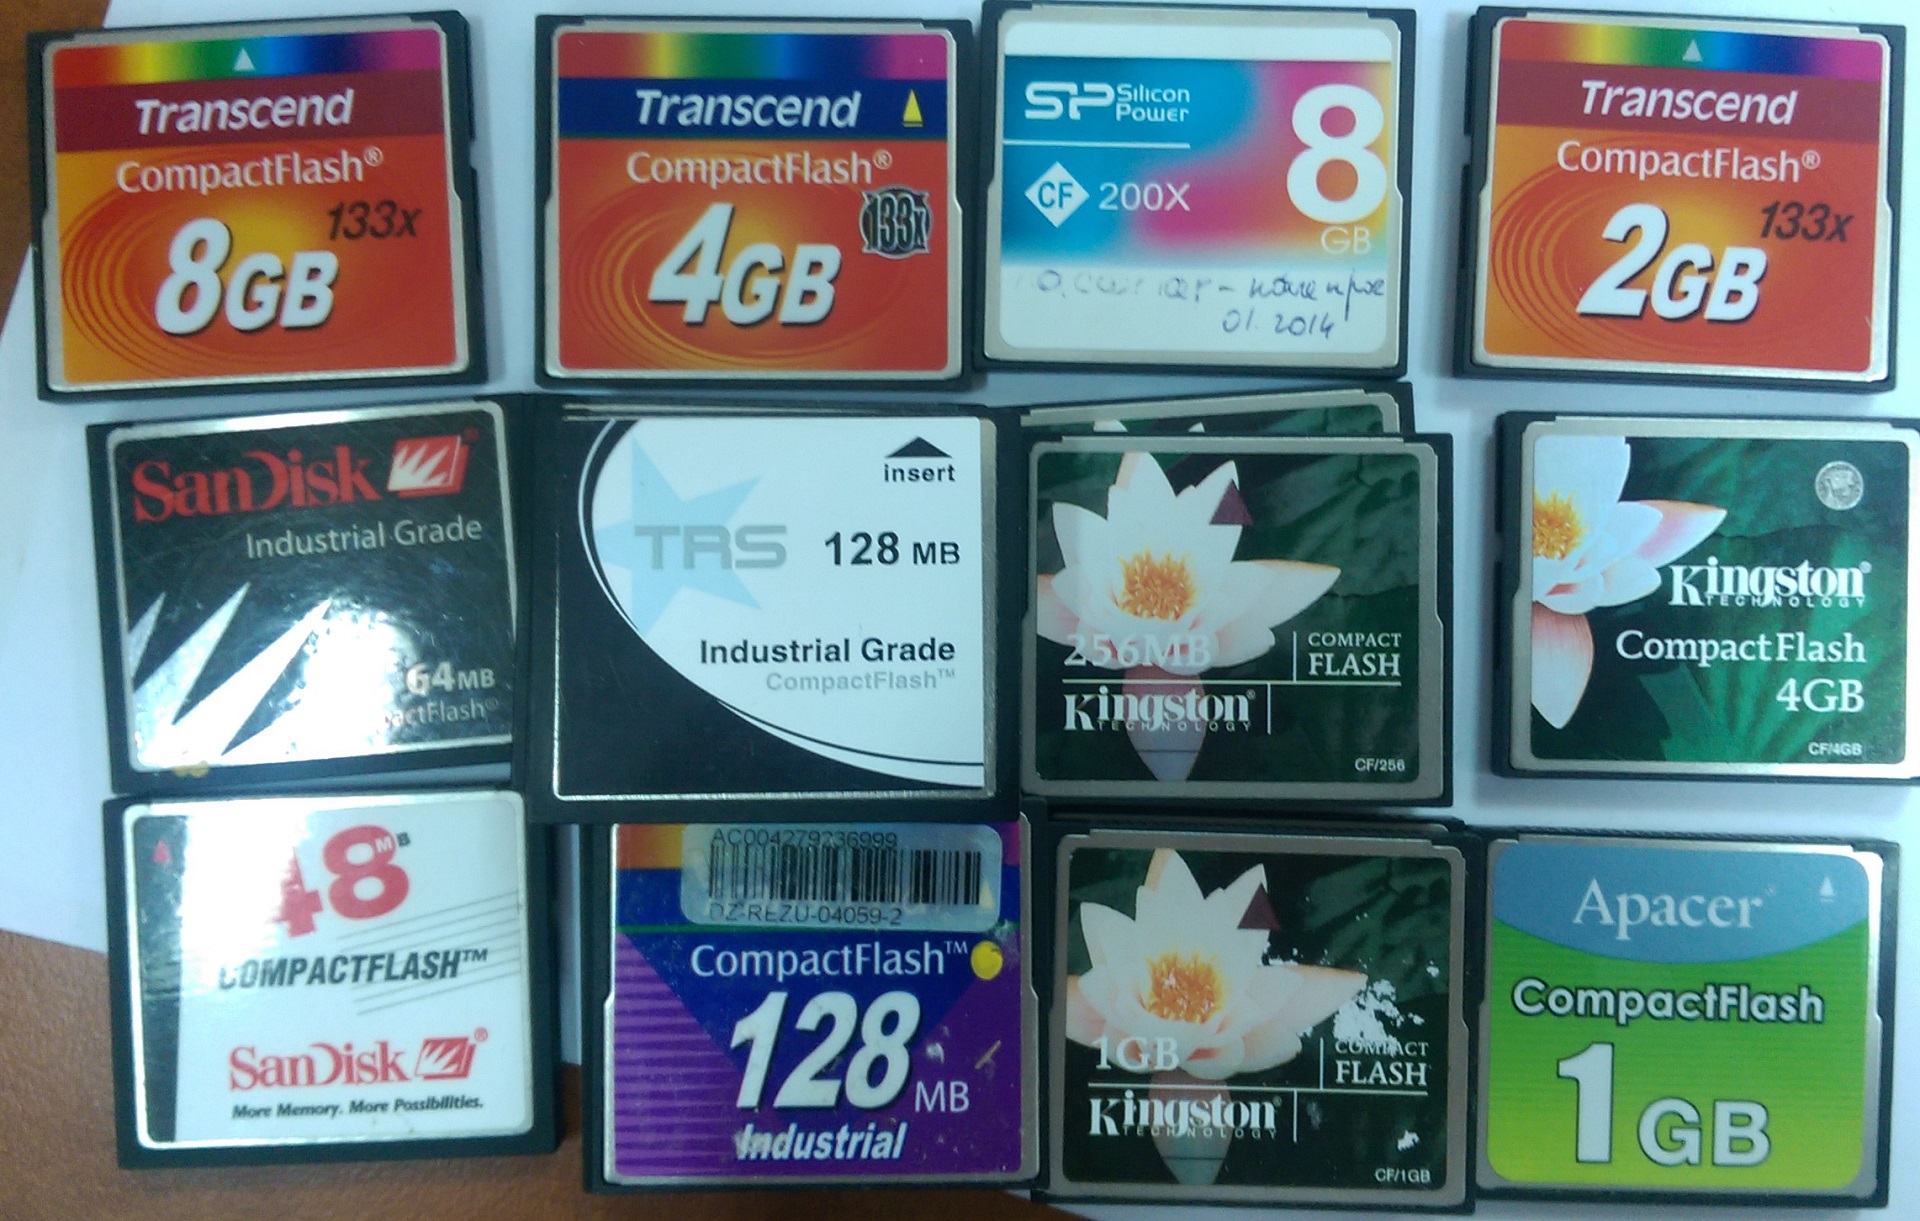 Transcend
CompactFlash®
133x
8GB
Transcend
CompactFlash®
133x
4GB
SP Silicon
Power
8
GB
CF 200X
01.2014
Transcend
CompactFlash®
133x
2GB
SanDisk®
Industrial Grade
64MB
insert
TRS
128 MB
Industrial Grade
CompactFlash™
256MB
COMPACT
FLASH
Kingston®
TECHNOLOGY
CF/256
Kingston®
TECHNOLOGY
CompactFlash
4GB
CF/4GB
48MB
COMPACTFLASH™
SanDisk®
More Memory. More Possibilities.
AC004279236999
DZ-REZU-04059-2
CompactFlash™
128
MB
Industrial
1GB
COMPACT
FLASH
Kingston®
TECHNOLOGY
CF/1GB
Apacer
CompactFlash
1GB